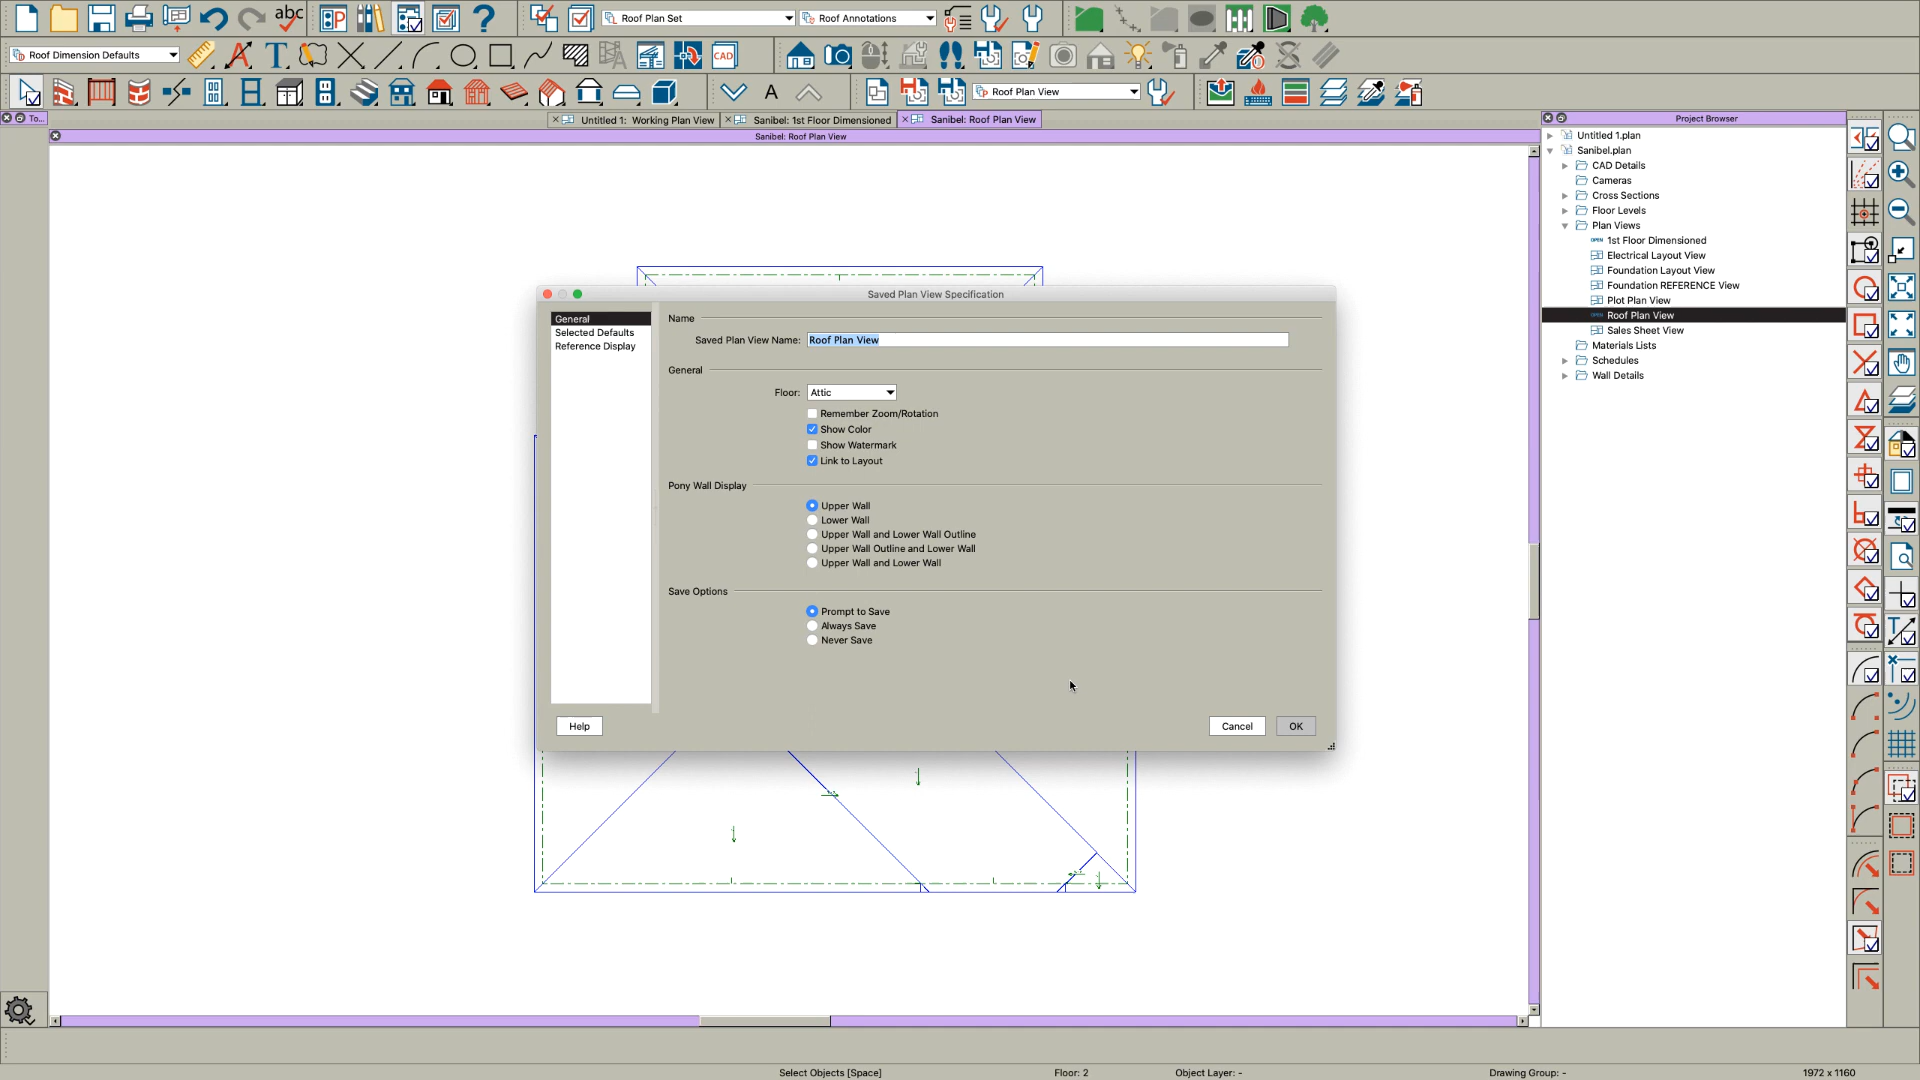 abc
Roof Plan Set
Roof Annotations
Roof Dimension Defaults
CAD
A
Roof Plan View
To...
Untitled 1: Working Plan View
Sanibel: 1st Floor Dimensioned
Sanibel: Roof Plan View
Project Browser
Sanibel: Roof Plan View
Untitled 1.plan
Sanibel.plan
CAD Details
Cameras
Cross Sections
Floor Levels
Plan Views
OPEN 1st Floor Dimensioned
Electrical Layout View
Foundation Layout View
Foundation REFERENCE View
Plot Plan View
OPEN Roof Plan View
Sales Sheet View
Materials Lists
Schedules
Wall Details
Saved Plan View Specification
General
Selected Defaults
Reference Display
Name
Saved Plan View Name: Roof Plan View
General
Floor: Attic
Remember Zoom/Rotation
Show Color
Show Watermark
Link to Layout
Pony Wall Display
Upper Wall
Lower Wall
Upper Wall and Lower Wall Outline
Upper Wall Outline and Lower Wall
Upper Wall and Lower Wall
Save Options
Prompt to Save
Always Save
Never Save
Help
Cancel
OK
Select Objects [Space]
Floor: 2
Object Layer: -
Drawing Group: -
1972 x 1160